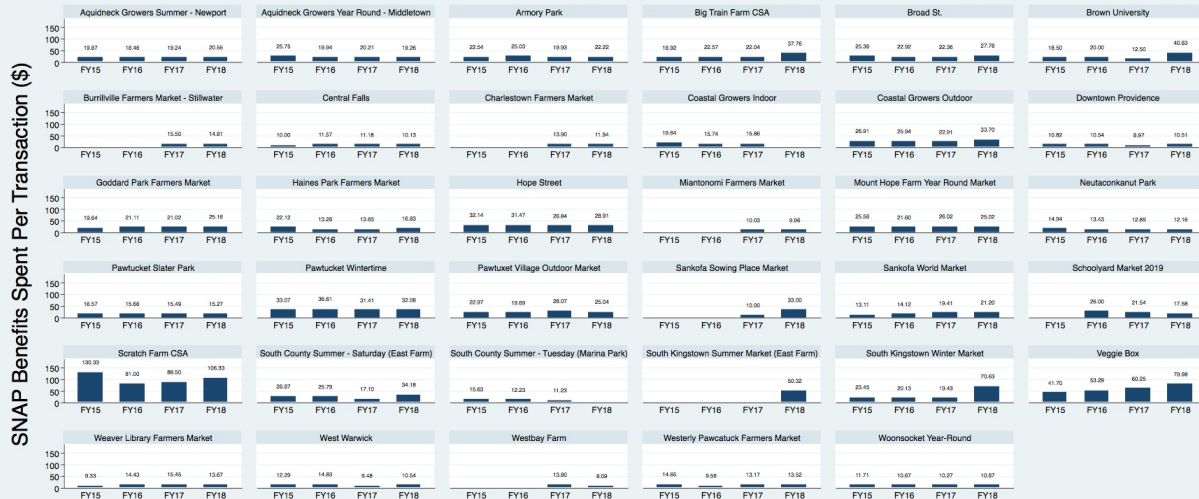 SNAP Benefits Spent Per Transaction ($)
Aquidneck Growers Summer - Newport
Aquidneck Growers Year Round - Middletown
Armory Park
Big Train Farm CSA
Broad St.
Brown University
150
100
50
0
19.87 18.46 19.24 20.55
25.75 19.94 20.21 19.26
22.54 25.03 19.93 22.22
18.92 22.57 22.04 37.76
25.36 22.92 22.36 27.78
18.50 20.00 12.50 40.83
FY15 FY16 FY17 FY18
FY15 FY16 FY17 FY18
FY15 FY16 FY17 FY18
FY15 FY16 FY17 FY18
FY15 FY16 FY17 FY18
FY15 FY16 FY17 FY18
Burrillville Farmers Market - Stillwater
Central Falls
Charlestown Farmers Market
Coastal Growers Indoor
Coastal Growers Outdoor
Downtown Providence
150
100
50
0
15.50 14.81
10.00 11.57 11.18 10.13
13.90 11.94
19.64 15.74 15.86
26.91 25.94 22.91 33.70
10.82 10.54 8.97 10.51
FY15 FY16 FY17 FY18
FY15 FY16 FY17 FY18
FY15 FY16 FY17 FY18
FY15 FY16 FY17 FY18
FY15 FY16 FY17 FY18
FY15 FY16 FY17 FY18
Goddard Park Farmers Market
Haines Park Farmers Market
Hope Street
Miantonomi Farmers Market
Mount Hope Farm Year Round Market
Neutaconkanut Park
150
100
50
0
19.64 21.11 21.02 25.16
22.12 13.26 13.65 16.83
32.14 31.47 26.84 28.91
10.03 9.96
25.56 21.60 26.02 25.02
14.94 13.43 12.89 12.16
FY15 FY16 FY17 FY18
FY15 FY16 FY17 FY18
FY15 FY16 FY17 FY18
FY15 FY16 FY17 FY18
FY15 FY16 FY17 FY18
FY15 FY16 FY17 FY18
Pawtucket Slater Park
Pawtucket Wintertime
Pawtuxet Village Outdoor Market
Sankofa Sowing Place Market
Sankofa World Market
Schoolyard Market 2019
150
100
50
0
16.57 15.66 15.49 15.27
33.07 36.61 31.41 32.08
22.97 19.69 28.07 25.04
10.00 33.00
13.11 14.12 19.41 21.20
26.00 21.54 17.58
FY15 FY16 FY17 FY18
FY15 FY16 FY17 FY18
FY15 FY16 FY17 FY18
FY15 FY16 FY17 FY18
FY15 FY16 FY17 FY18
FY15 FY16 FY17 FY18
Scratch Farm CSA
South County Summer - Saturday (East Farm)
South County Summer - Tuesday (Marina Park)
South Kingstown Summer Market (East Farm)
South Kingstown Winter Market
Veggie Box
150
100
50
0
130.33 81.00 88.50 106.33
26.87 25.79 17.10 34.18
15.63 12.23 11.23
50.32
23.45 20.13 19.43 70.63
41.70 53.29 60.25 79.98
FY15 FY16 FY17 FY18
FY15 FY16 FY17 FY18
FY15 FY16 FY17 FY18
FY15 FY16 FY17 FY18
FY15 FY16 FY17 FY18
FY15 FY16 FY17 FY18
Weaver Library Farmers Market
West Warwick
Westbay Farm
Westerly Pawcatuck Farmers Market
Woonsocket Year-Round
150
100
50
0
9.33 14.43 15.45 13.67
12.29 14.83 9.48 10.54
13.80 8.09
14.65 9.56 13.17 13.52
11.71 10.67 10.27 10.87
FY15 FY16 FY17 FY18
FY15 FY16 FY17 FY18
FY15 FY16 FY17 FY18
FY15 FY16 FY17 FY18
FY15 FY16 FY17 FY18